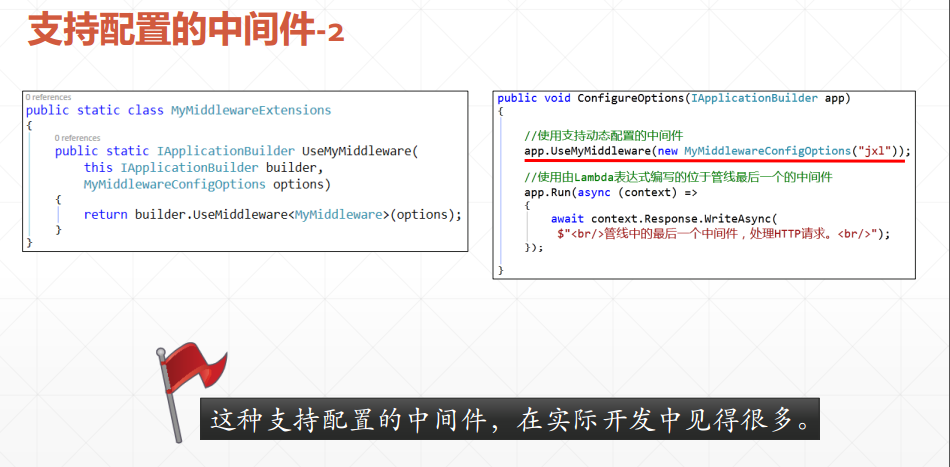 支持配置的中间件-2
0 references
public static class MyMiddlewareExtensions
{
0 references
public static IApplicationBuilder UseMyMiddleware(
this IApplicationBuilder builder,
MyMiddlewareConfigOptions options)
{
return builder.UseMiddleware<MyMiddleware>(options);
}
}
public void ConfigureOptions(IApplicationBuilder app)
{
//使用支持动态配置的中间件
app.UseMyMiddleware(new MyMiddlewareConfigOptions("jxl"));
//使用由Lambda表达式编写的位于管线最后一个的中间件
app.Run(async (context) =>
{
await context.Response.WriteAsync(
$"<br/>管线中的最后一个中间件，处理HTTP请求。<br/>");
});
}
这种支持配置的中间件，在实际开发中见得很多。